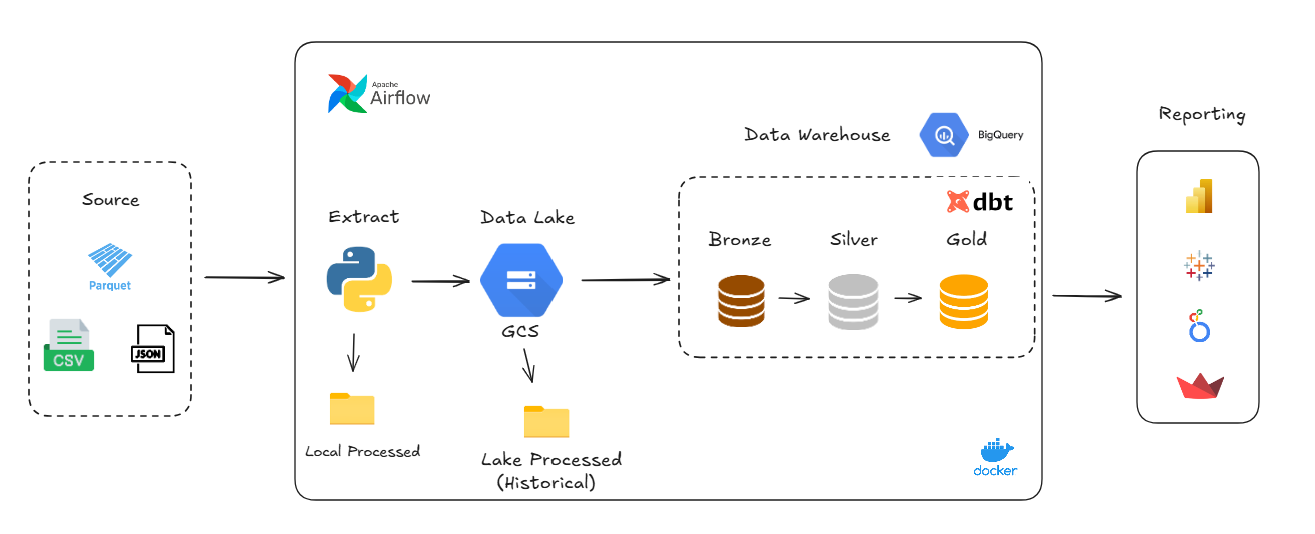 Apache
Airflow
Reporting
Data Warehouse
BigQuery
Source
dbt
Extract
Data Lake
Bronze
Silver
Gold
Parquet
GCS
CSV
JSON
Local Processed
Lake Processed
(Historical)
docker